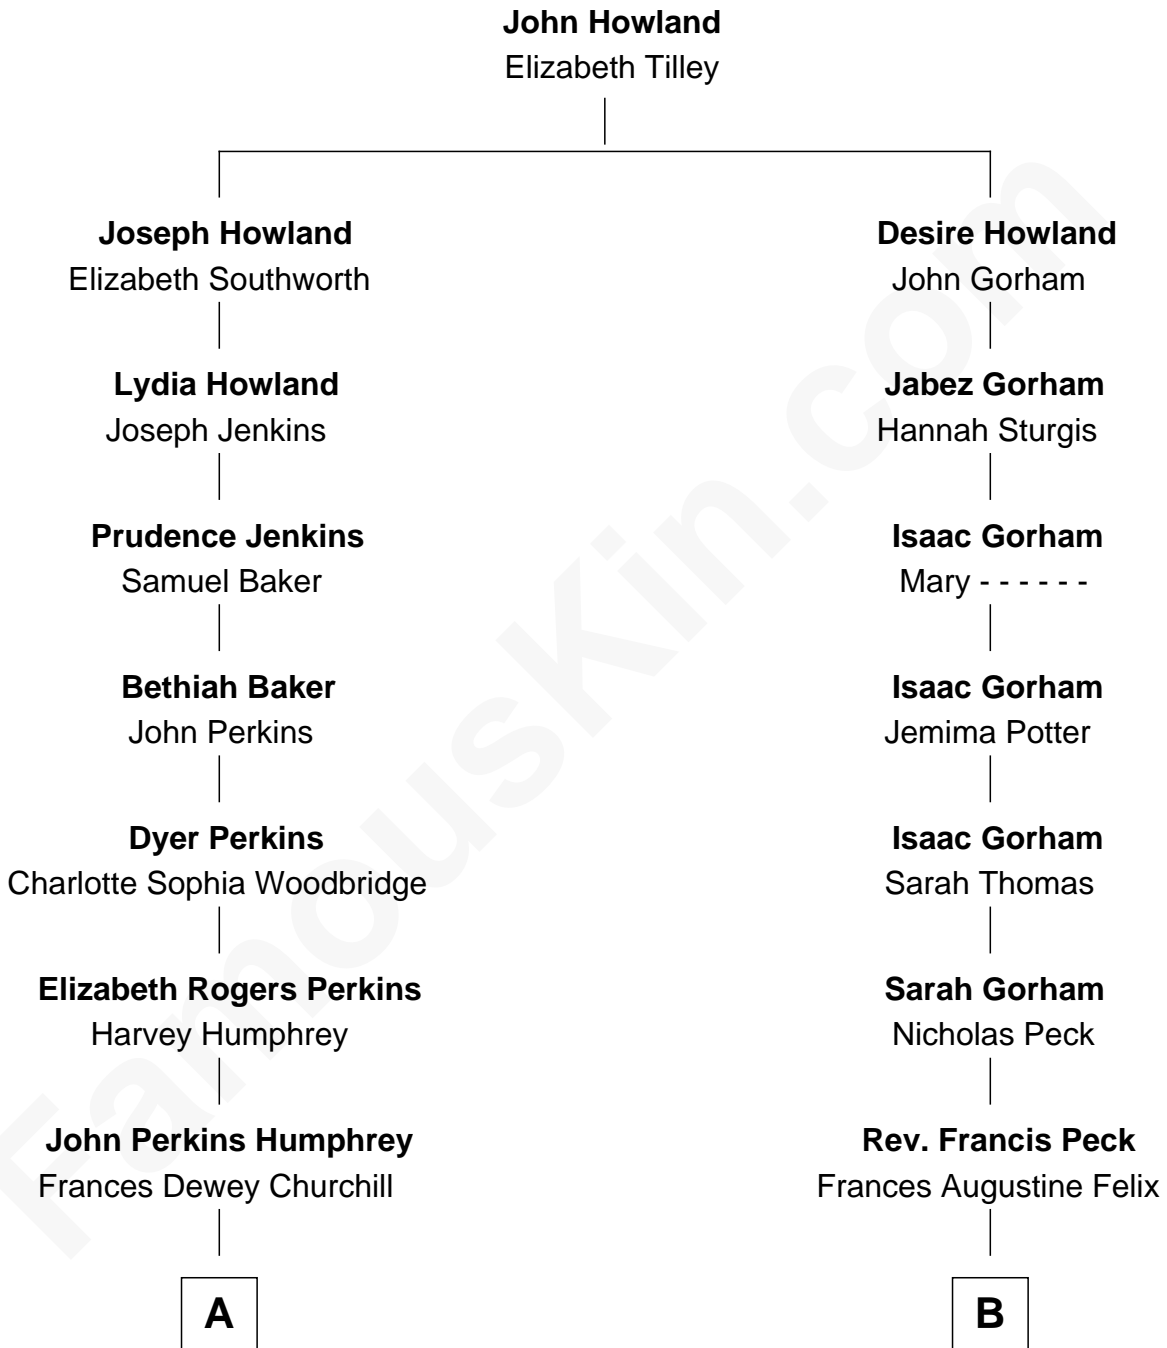 John Howland
Elizabeth Tilley
Joseph Howland
Elizabeth Southworth
Desire Howland
John Gorham
Lydia Howland
Joseph Jenkins
Jabez Gorham
Hannah Sturgis
Prudence Jenkins
Samuel Baker
Isaac Gorham
Mary - - - - - -
Bethiah Baker
John Perkins
Isaac Gorham
Jemima Potter
Dyer Perkins
Charlotte Sophia Woodbridge
Isaac Gorham
Sarah Thomas
Elizabeth Rogers Perkins
Harvey Humphrey
Sarah Gorham
Nicholas Peck
John Perkins Humphrey
Frances Dewey Churchill
Rev. Francis Peck
Frances Augustine Felix
A
B
FamousKin.com